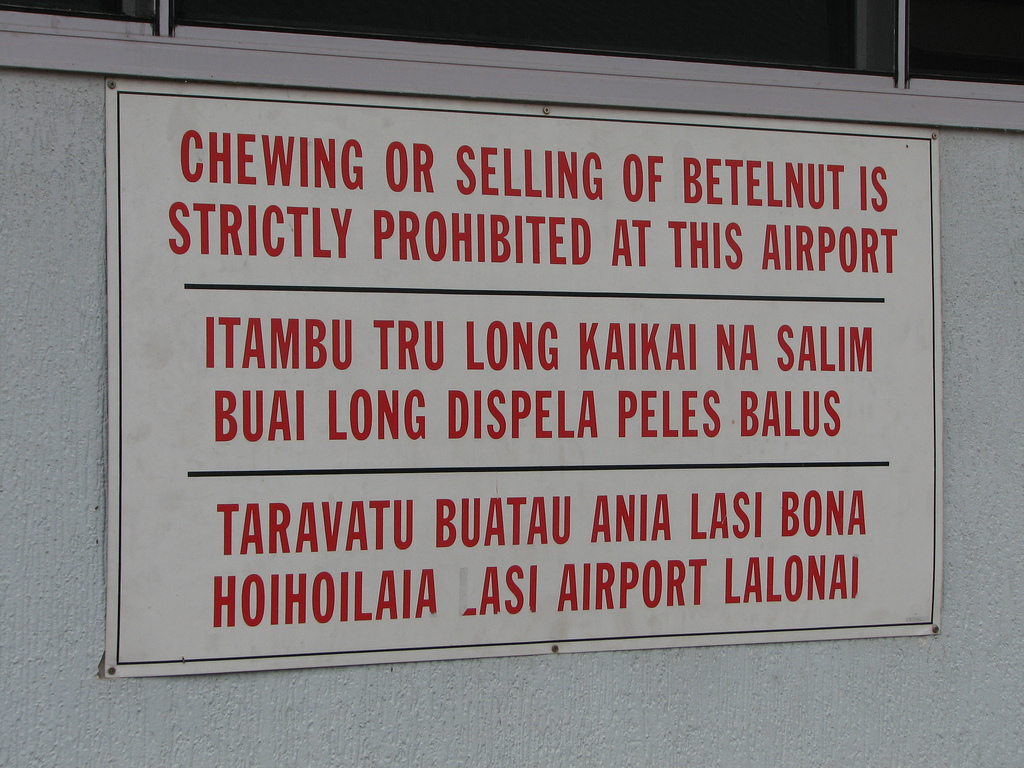 CHEWING OR SELLING OF BETELNUT IS
STRICTLY PROHIBITED AT THIS AIRPORT
ITAMBU TRU LONG KAIKAI NA SALIM
BUAI LONG DISPELA PELES BALUS
TARAVATU BUATAU ANIA LASI BONA
HOIHOILAIA LASI AIRPORT LALONAI